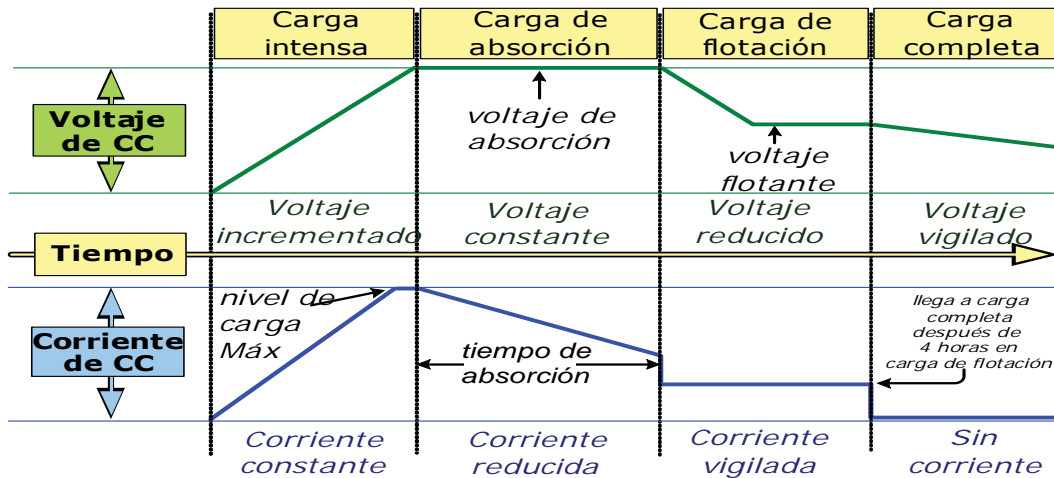 Carga
intensa
Carga de
absorción
Carga de
flotación
Carga
completa
Voltaje
de CC
voltaje de
absorción
voltaje
flotante
Voltaje
incrementado
Voltaje
constante
Voltaje
reducido
Voltaje
vigilado
Tiempo
Corriente
de CC
nivel de
carga
Máx
tiempo de
absorción
llega a carga
completa
después de
4 horas en
carga de flotación
Corriente
constante
Corriente
reducida
Corriente
vigilada
Sin
corriente